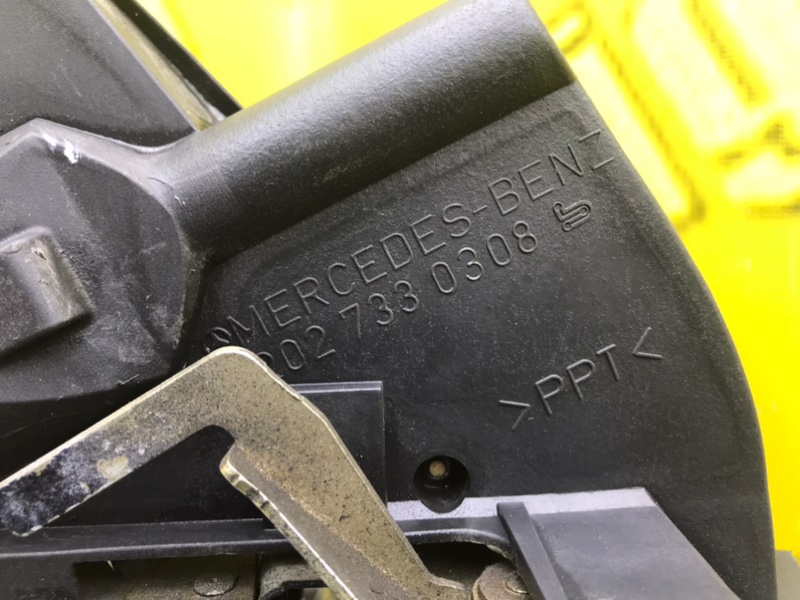 MERCEDES-BENZ
202 733 0308
>PPT<